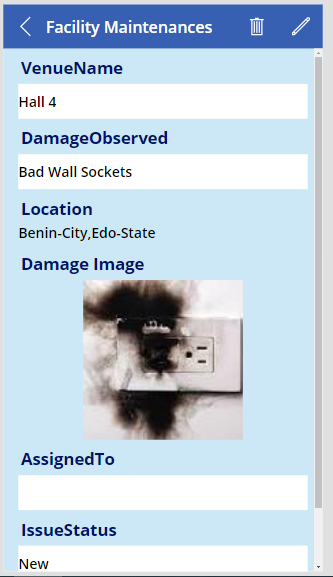 Facility Maintenances
VenueName
Hall 4
DamageObserved
Bad Wall Sockets
Location
Benin-City,Edo-State
Damage Image
AssignedTo
IssueStatus
New